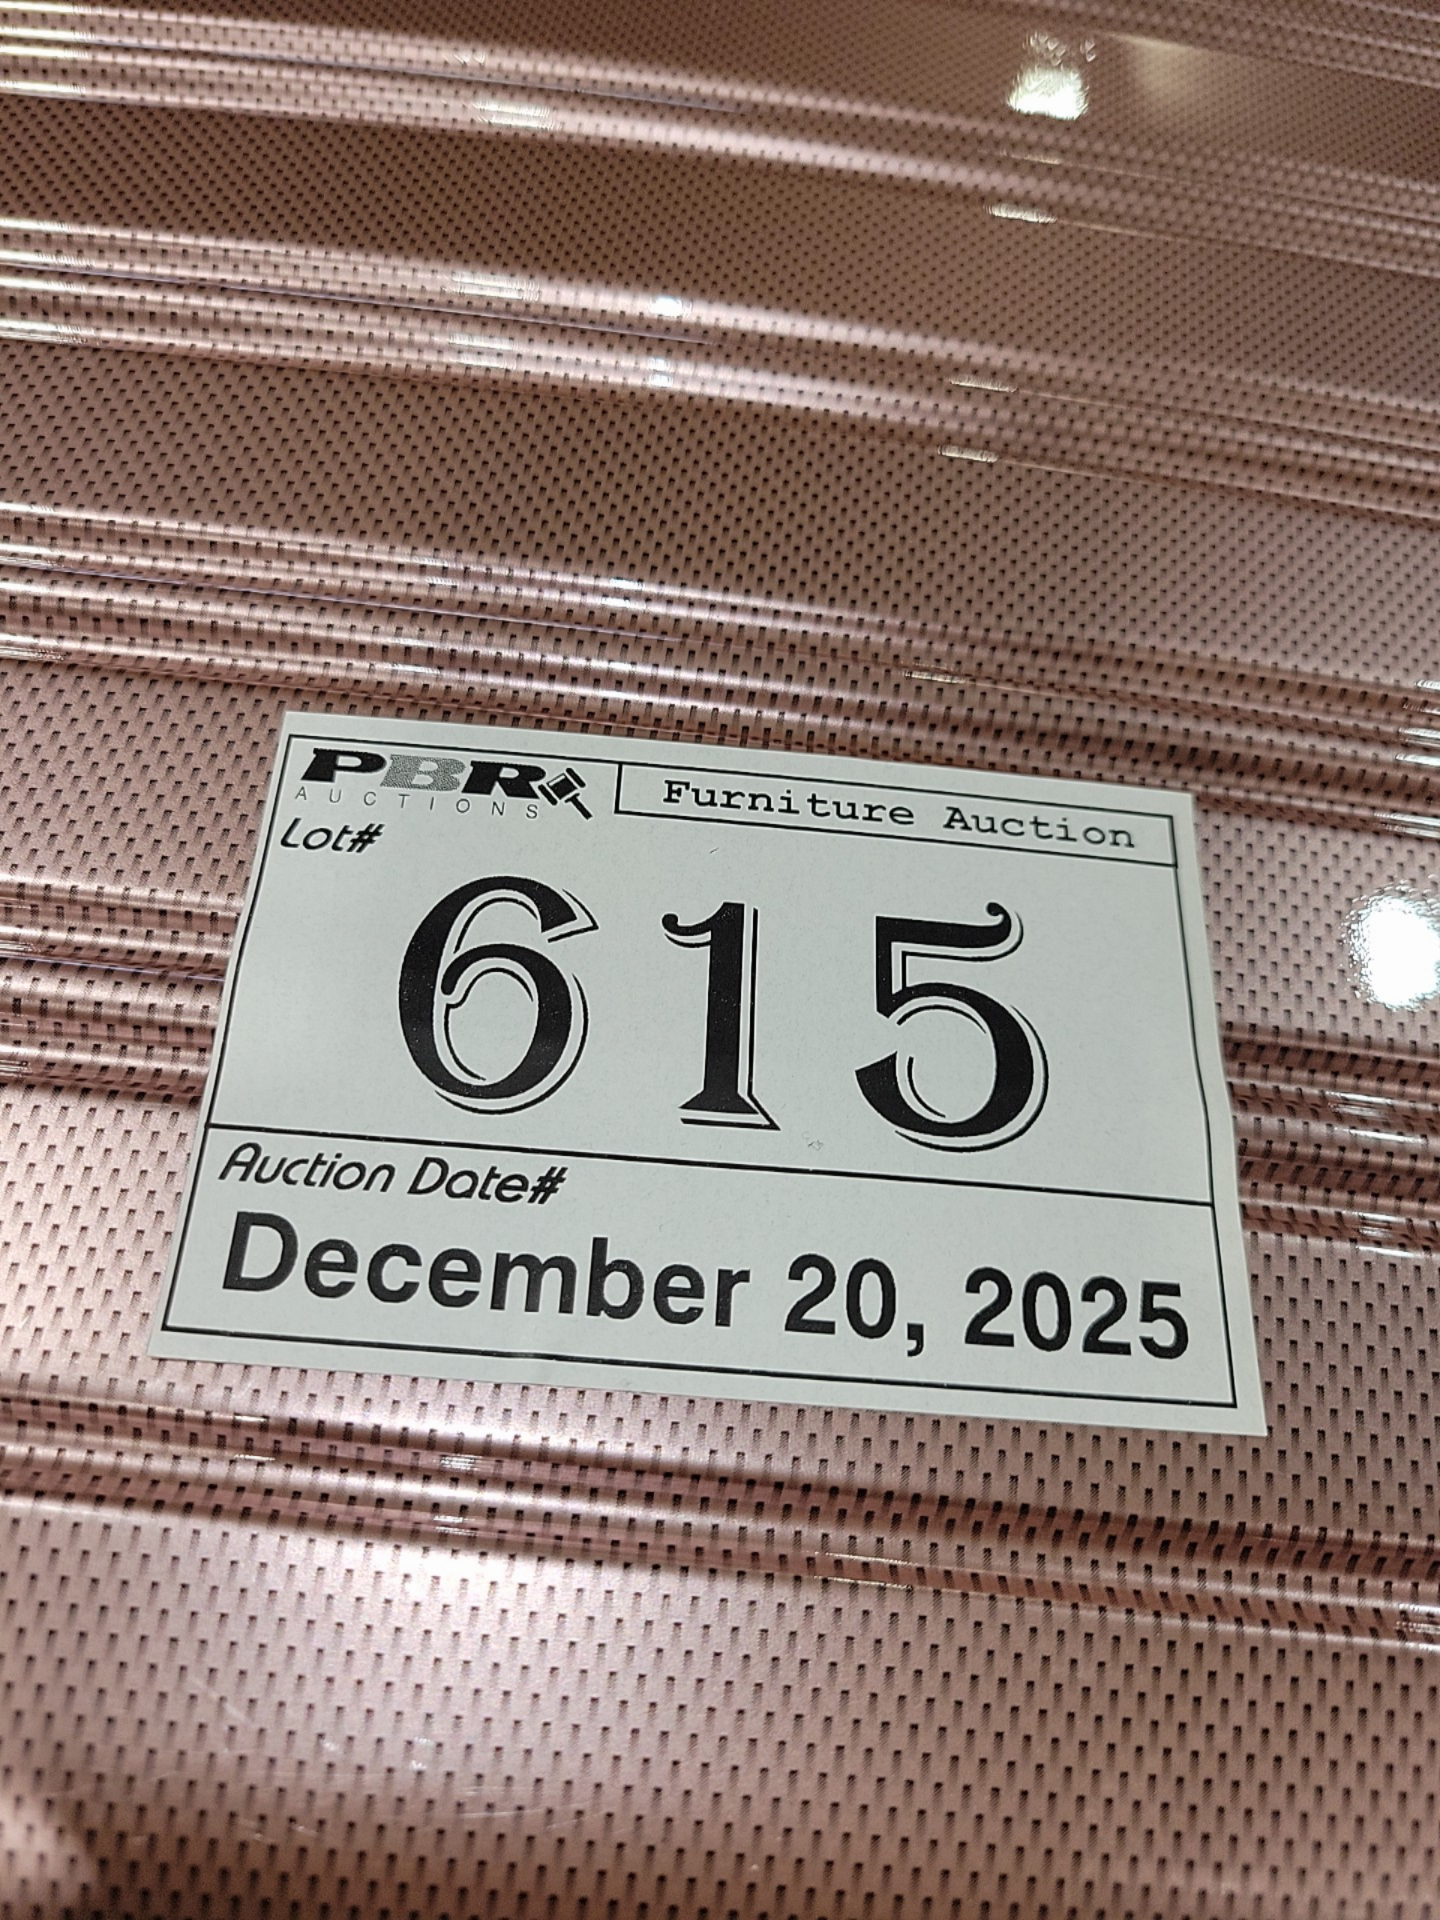 PBR
AUCTIONS
Furniture Auction
Lot#
615
Auction Date#
December 20, 2025